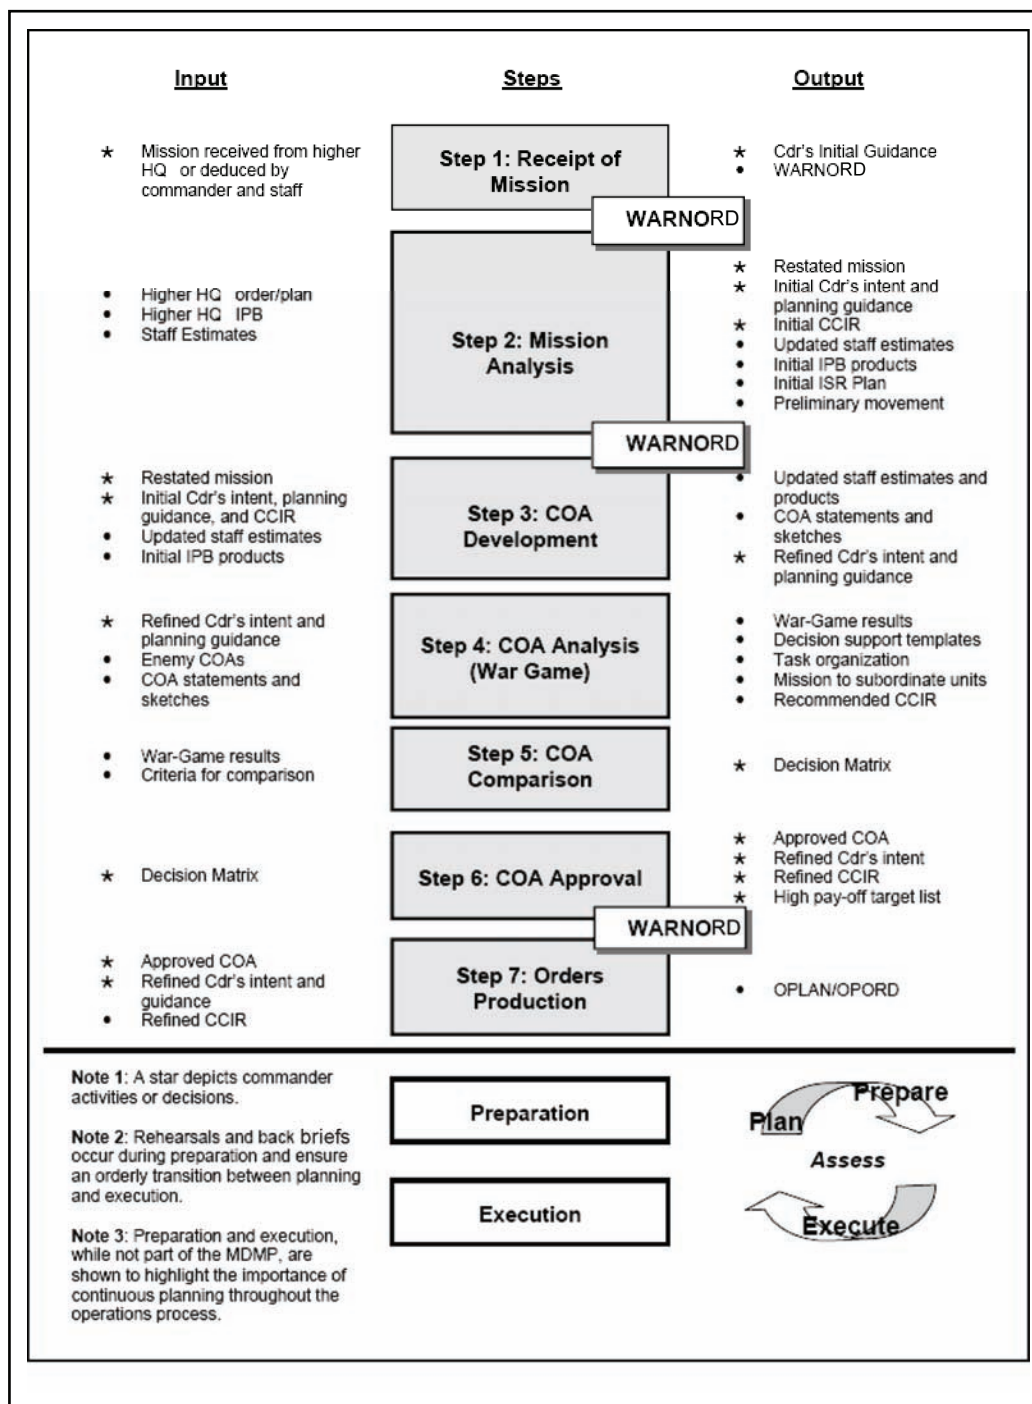 Input
Steps
Output
★ Mission received from higher
HQ or deduced by
commander and staff
Step 1: Receipt of
Mission
★ Cdr's Initial Guidance
• WARNORD
WARNORD
• Higher HQ order/plan
• Higher HQ IPB
• Staff Estimates
Step 2: Mission
Analysis
★ Restated mission
★ Initial Cdr's intent and
planning guidance
★ Initial CCIR
• Updated staff estimates
• Initial IPB products
• Initial ISR Plan
• Preliminary movement
WARNORD
★ Restated mission
★ Initial Cdr's intent, planning
guidance, and CCIR
• Updated staff estimates
• Initial IPB products
Step 3: COA
Development
• Updated staff estimates and
products
• COA statements and
sketches
★ Refined Cdr's intent and
planning guidance
★ Refined Cdr's intent and
planning guidance
• Enemy COAs
• COA statements and
sketches
Step 4: COA Analysis
(War Game)
• War-Game results
• Decision support templates
• Task organization
• Mission to subordinate units
• Recommended CCIR
• War-Game results
• Criteria for comparison
Step 5: COA
Comparison
★ Decision Matrix
★ Decision Matrix
Step 6: COA Approval
★ Approved COA
★ Refined Cdr's intent
★ Refined CCIR
★ High pay-off target list
WARNORD
★ Approved COA
★ Refined Cdr's intent and
guidance
• Refined CCIR
Step 7: Orders
Production
• OPLAN/OPORD
Note 1: A star depicts commander
activities or decisions.
Note 2: Rehearsals and back briefs
occur during preparation and ensure
an orderly transition between planning
and execution.
Note 3: Preparation and execution,
while not part of the MDMP, are
shown to highlight the importance of
continuous planning throughout the
operations process.
Preparation
Execution
Plan
Prepare
Assess
Execute